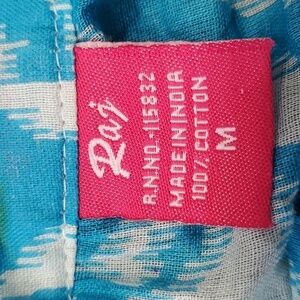 Raj
R.N.NO.-115832
MADE IN INDIA
100% COTTON
M